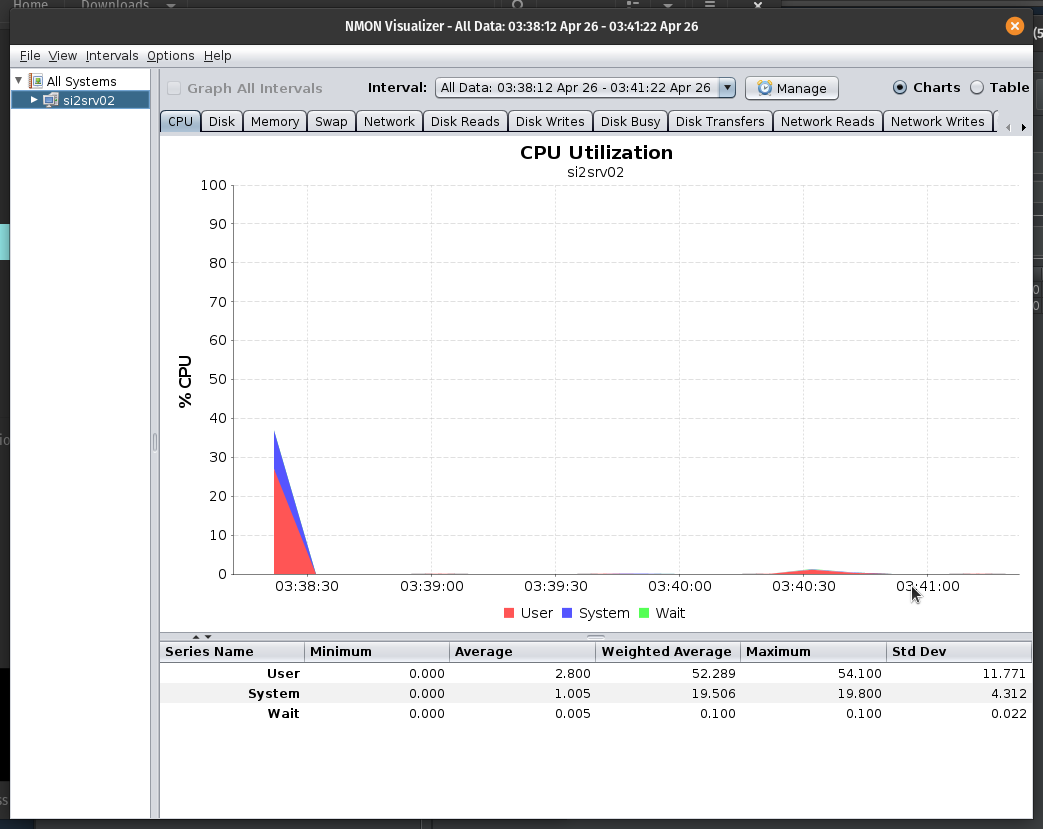 Home Downloads
NMON Visualizer - All Data: 03:38:12 Apr 26 - 03:41:22 Apr 26
File View Intervals Options Help
All Systems
si2srv02
Graph All Intervals Interval: All Data: 03:38:12 Apr 26 - 03:41:22 Apr 26 Manage Charts Table
CPU Disk Memory Swap Network Disk Reads Disk Writes Disk Busy Disk Transfers Network Reads Network Writes
CPU Utilization
si2srv02
100
90
80
70
60
50
40
30
20
10
0
% CPU
03:38:30 03:39:00 03:39:30 03:40:00 03:40:30 03:41:00
User System Wait
Series Name Minimum Average Weighted Average Maximum Std Dev
User 0.000 2.800 52.289 54.100 11.771
System 0.000 1.005 19.506 19.800 4.312
Wait 0.000 0.005 0.100 0.100 0.022